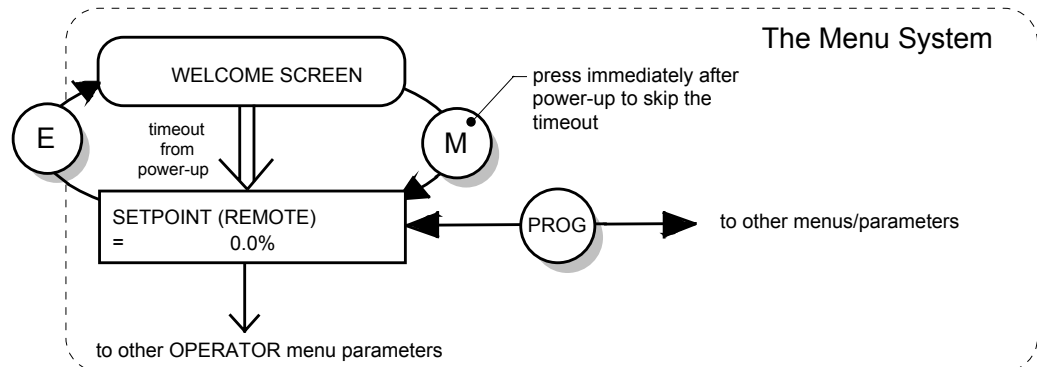 The Menu System
WELCOME SCREEN
press immediately after
power-up to skip the
timeout
E
timeout
from
power-up
M
SETPOINT (REMOTE)
= 0.0%
PROG
to other menus/parameters
to other OPERATOR menu parameters